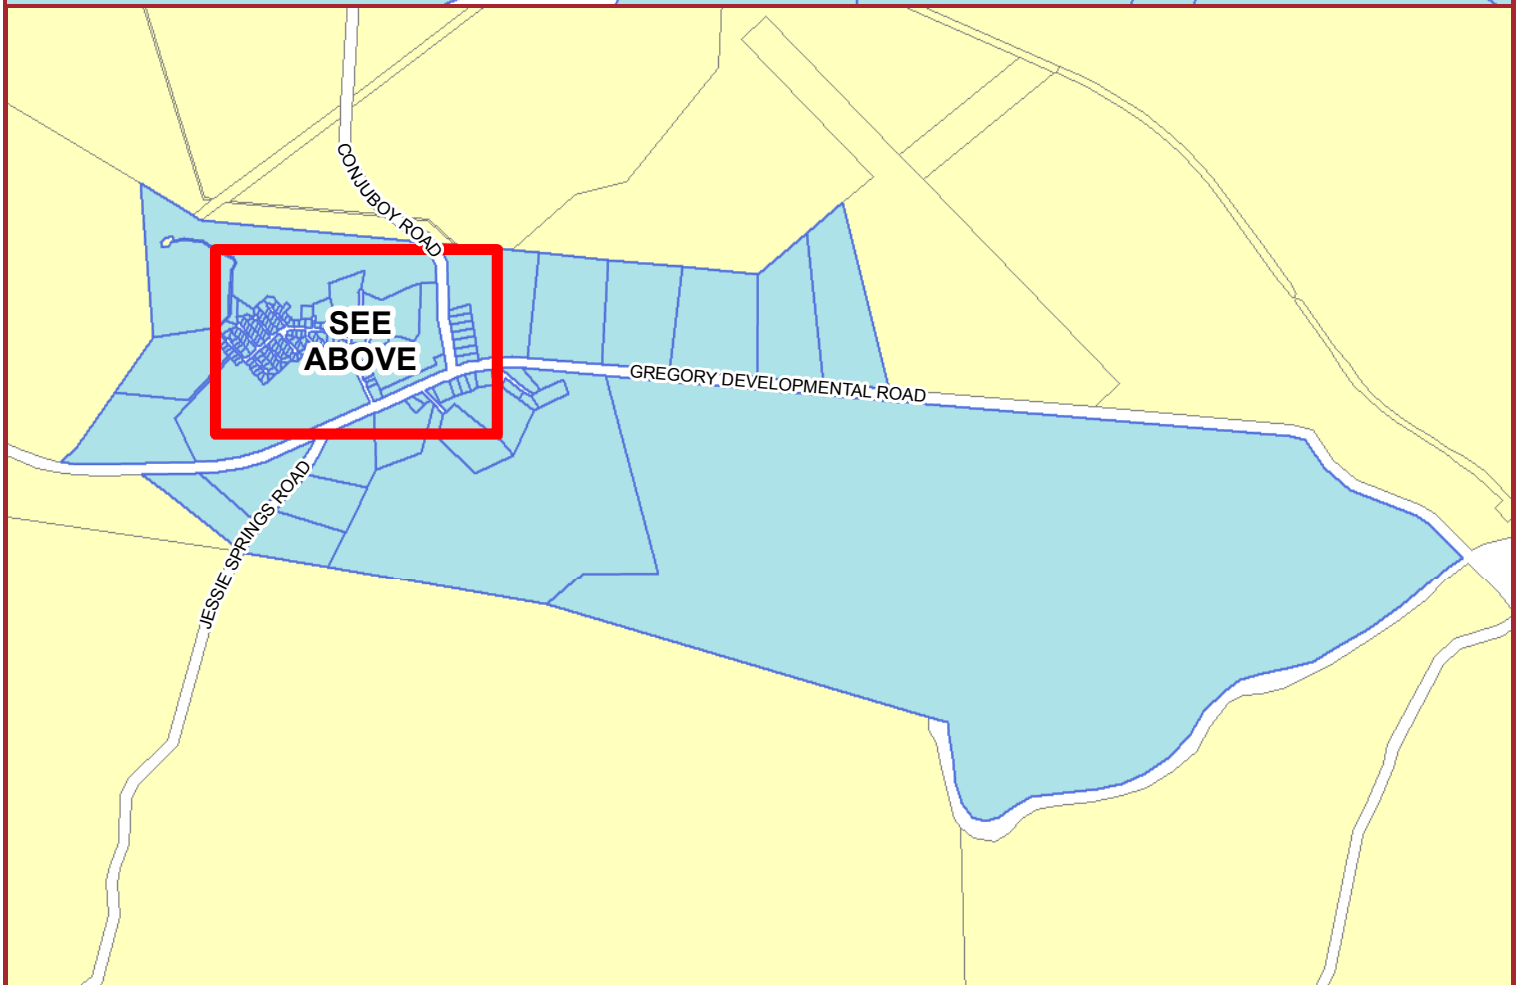 CONJUBOY ROAD
SEE
ABOVE
GREGORY DEVELOPMENTAL ROAD
JESSIE SPRINGS ROAD